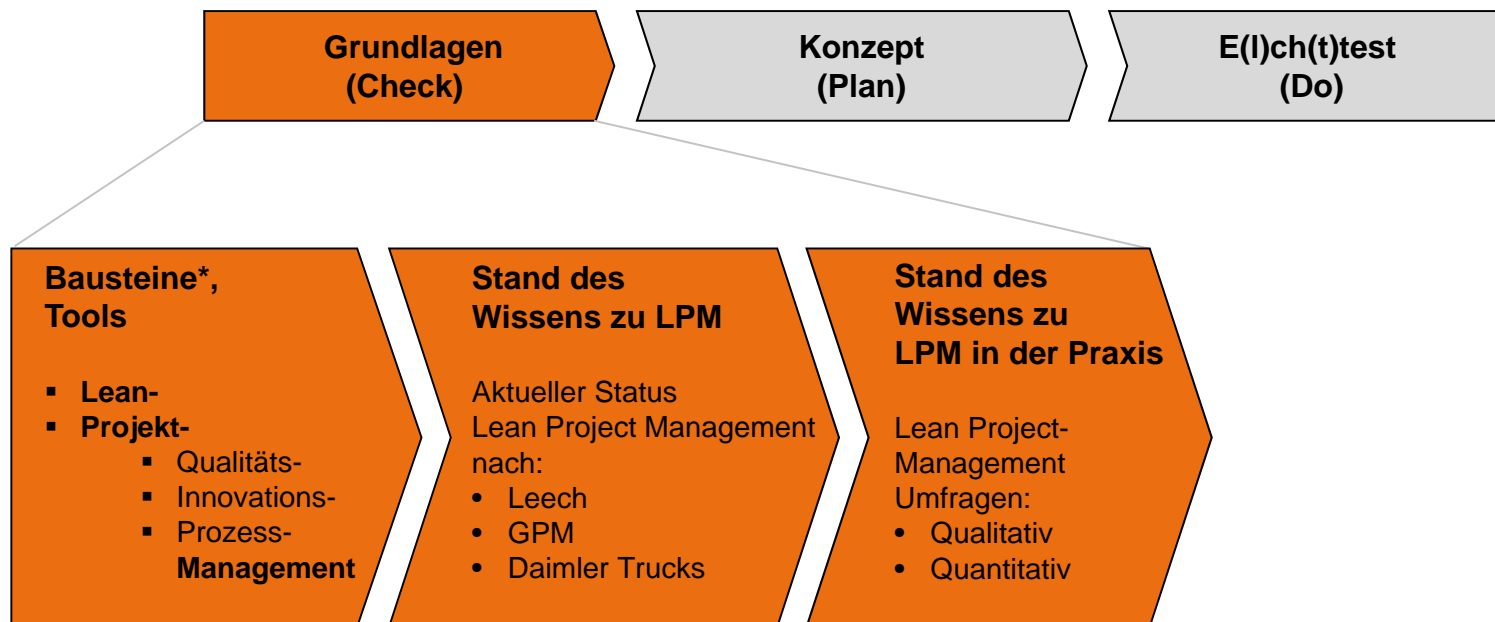 Grundlagen
(Check)
Konzept
(Plan)
E(l)ch(t)test
(Do)
Bausteine*,
Tools
▪ Lean-
▪ Projekt-
▪ Qualitäts-
▪ Innovations-
▪ Prozess-
Management
Stand des
Wissens zu LPM
Aktueller Status
Lean Project Management
nach:
• Leech
• GPM
• Daimler Trucks
Stand des
Wissens zu
LPM in der Praxis
Lean Project-
Management
Umfragen:
• Qualitativ
• Quantitativ